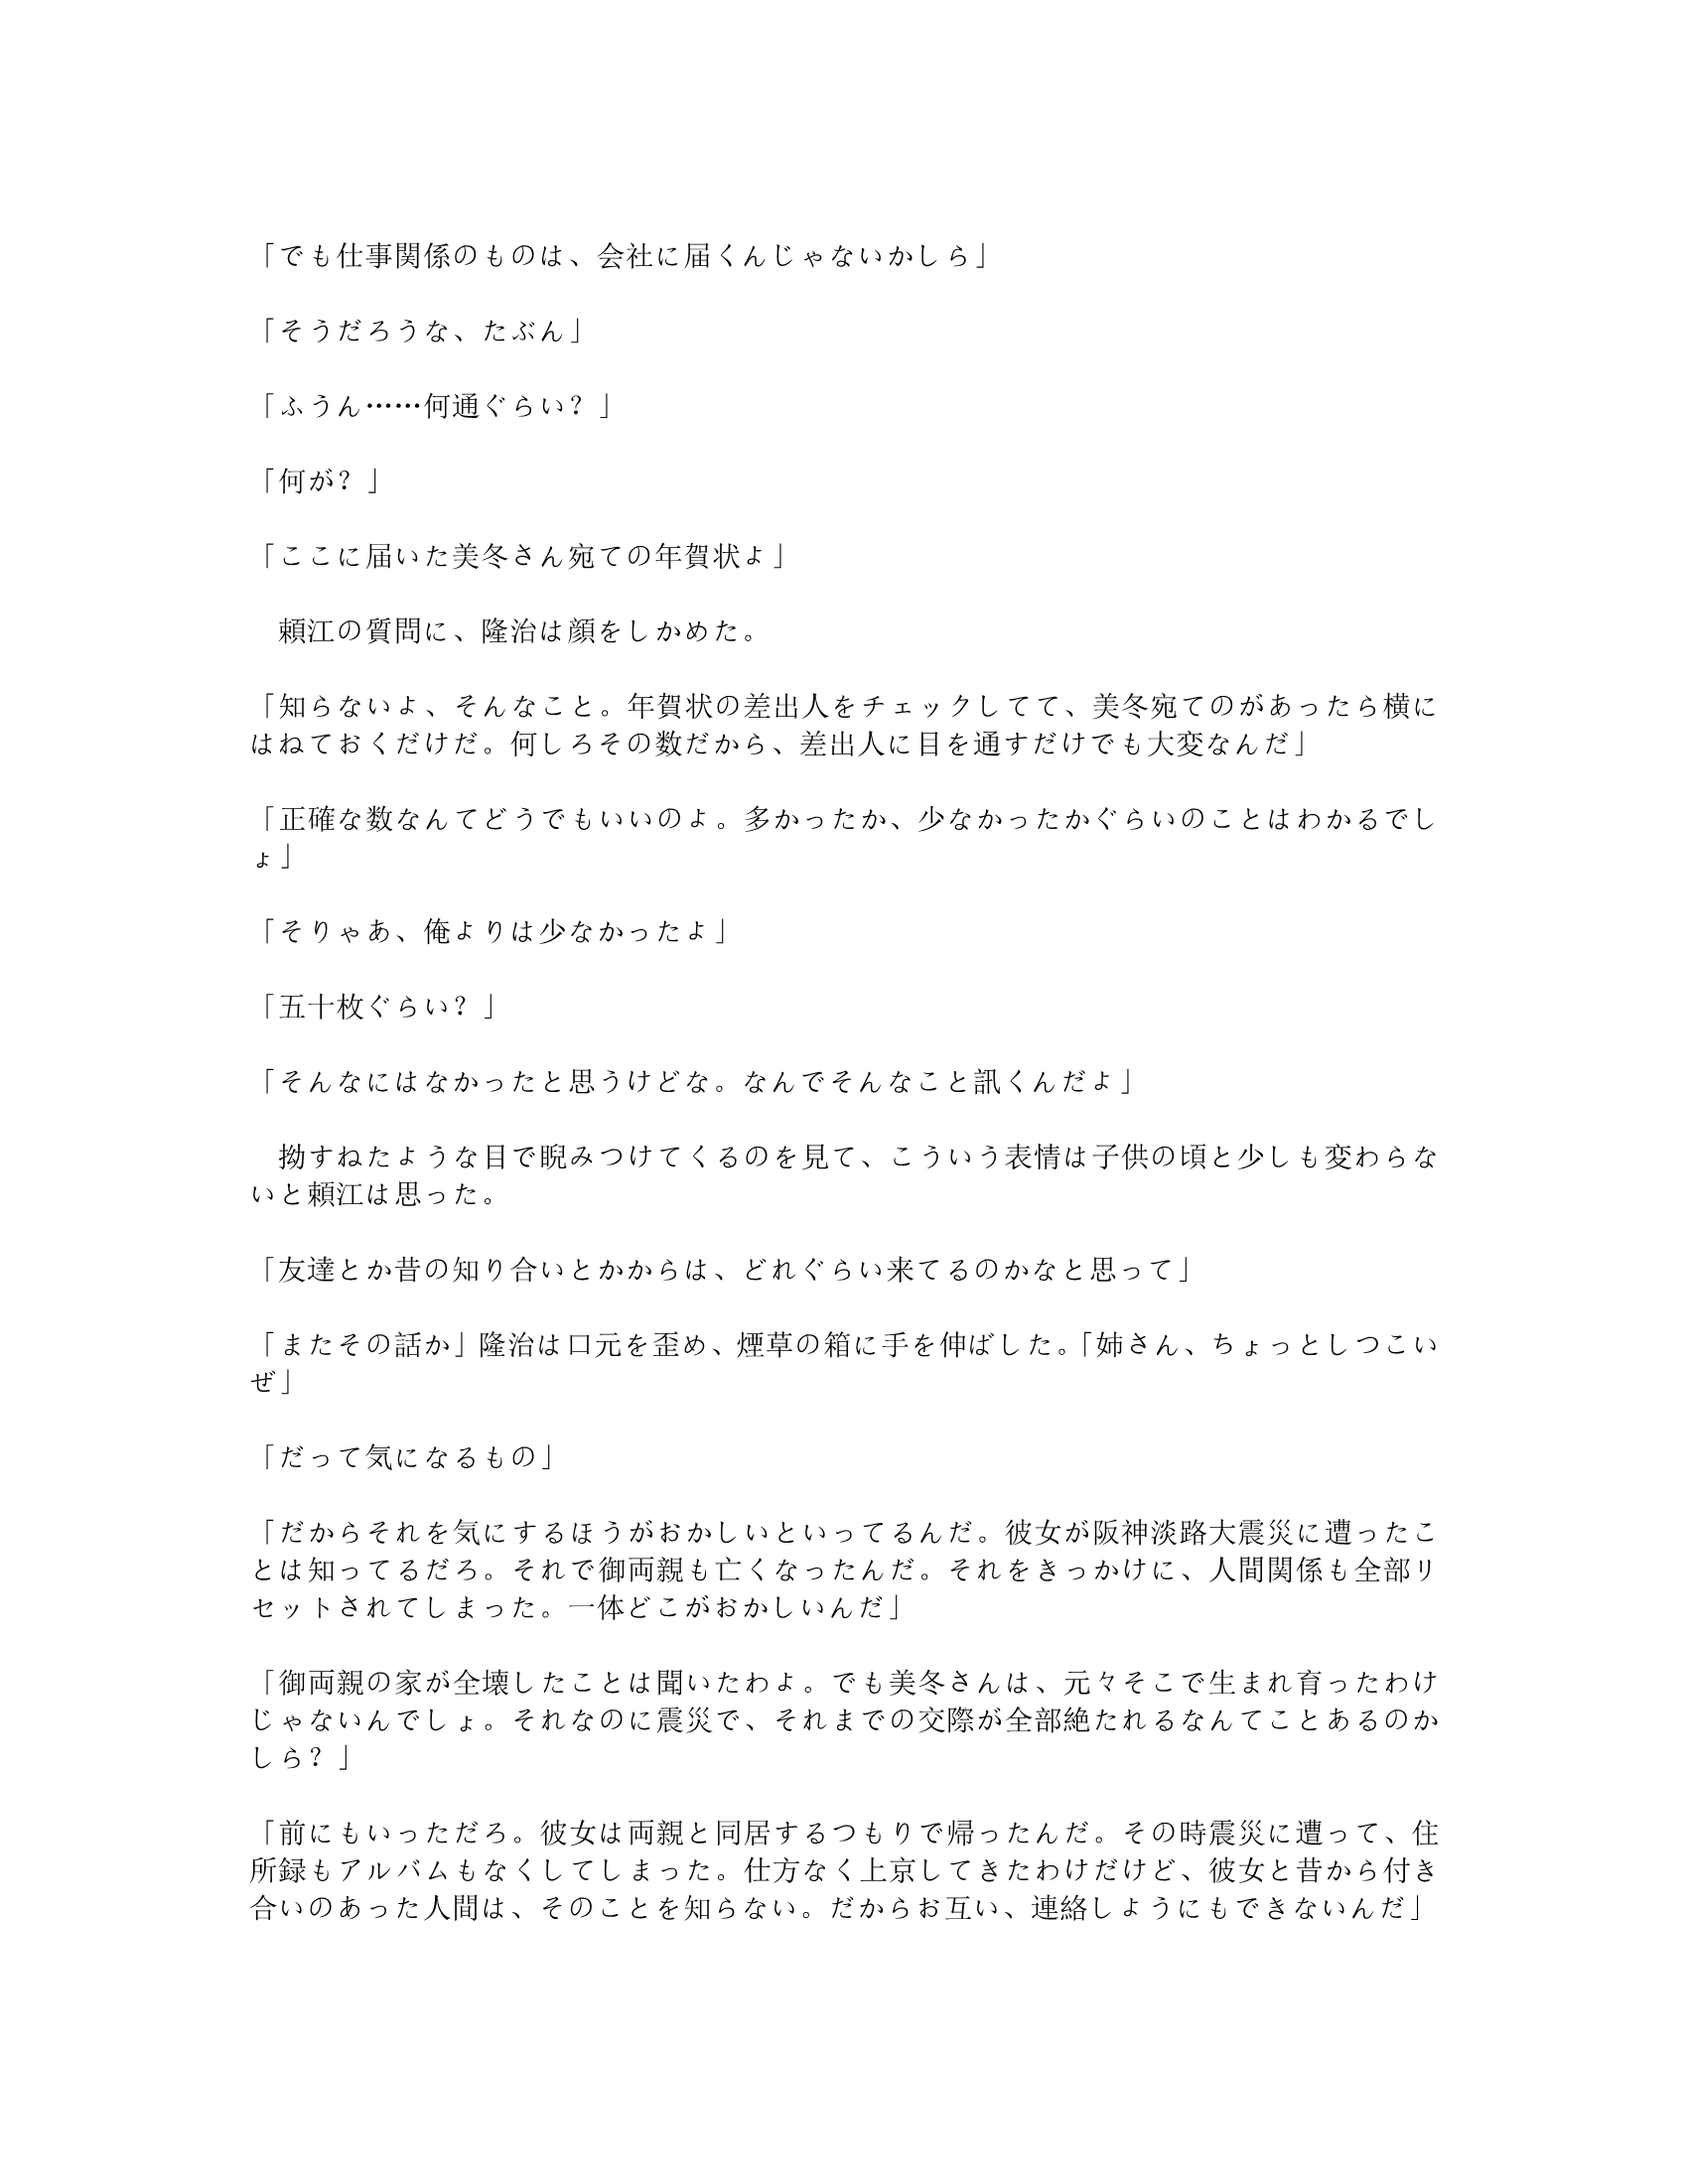 「でも仕事関係のものは、会社に届くんじゃないかしら」
「そうだろうな、たぶん」
「ふうん……何通ぐらい？」
「何が？」
「ここに届いた美冬さん宛ての年賀状よ」
　頼江の質問に、隆治は顔をしかめた。
「知らないよ、そんなこと。年賀状の差出人をチェックしてて、美冬宛てのがあったら横に
はねておくだけだ。何しろその数だから、差出人に目を通すだけでも大変なんだ」
「正確な数なんてどうでもいいのよ。多かったか、少なかったかぐらいのことはわかるでし
ょ」
「そりゃあ、俺よりは少なかったよ」
「五十枚ぐらい？」
「そんなにはなかったと思うけどな。なんでそんなこと訊くんだよ」
　拗すねたような目で睨みつけてくるのを見て、こういう表情は子供の頃と少しも変わらな
いと頼江は思った。
「友達とか昔の知り合いとかからは、どれぐらい来てるのかなと思って」
「またその話か」隆治は口元を歪め、煙草の箱に手を伸ばした。「姉さん、ちょっとしつこい
ぜ」
「だって気になるもの」
「だからそれを気にするほうがおかしいといってるんだ。彼女が阪神淡路大震災に遭ったこ
とは知ってるだろ。それで御両親も亡くなったんだ。それをきっかけに、人間関係も全部リ
セットされてしまった。一体どこがおかしいんだ」
「御両親の家が全壊したことは聞いたわよ。でも美冬さんは、元々そこで生まれ育ったわけ
じゃないんでしょ。それなのに震災で、それまでの交際が全部絶たれるなんてことあるのか
しら？」
「前にもいっただろ。彼女は両親と同居するつもりで帰ったんだ。その時震災に遭って、住
所録もアルバムもなくしてしまった。仕方なく上京してきたわけだけど、彼女と昔から付き
合いのあった人間は、そのことを知らない。だからお互い、連絡しようにもできないんだ」